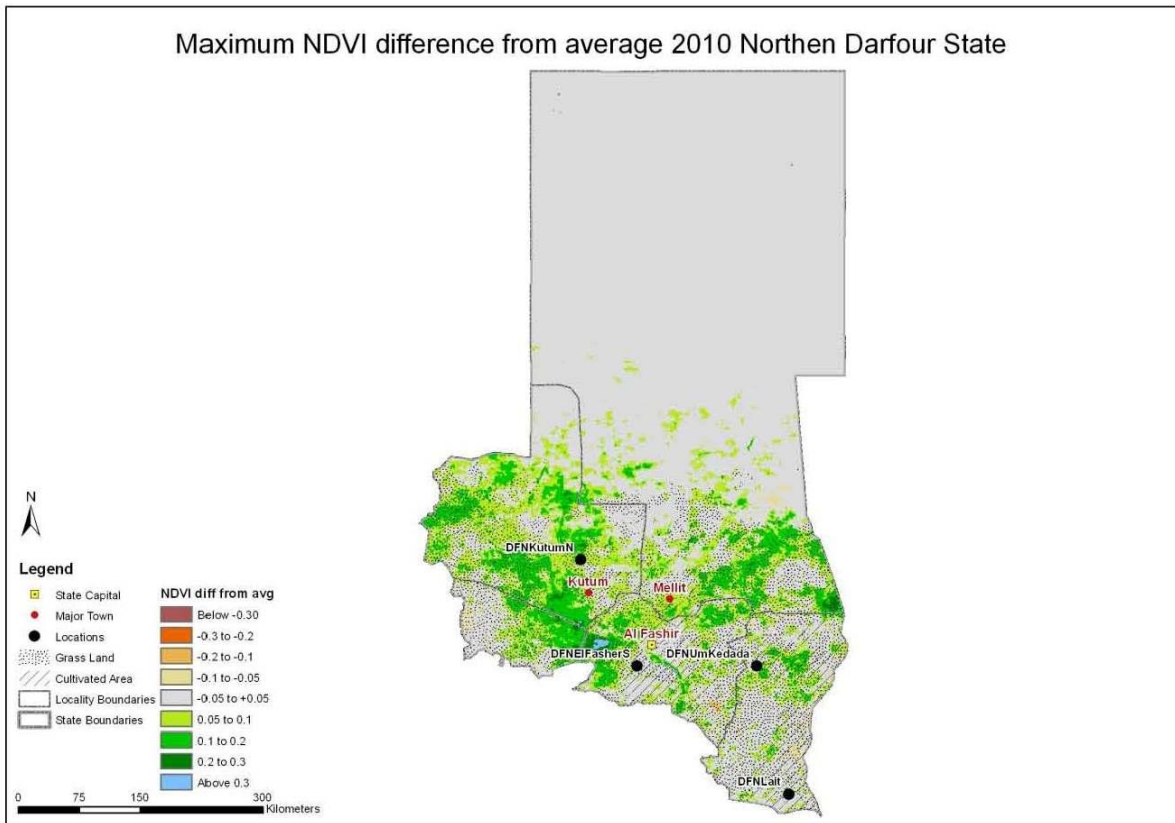 Maximum NDVI difference from average 2010 Northen Darfour State
DFNKutumN
Kutum
Mellit
Al Fashir
DFNElFasherS
DFNUmKedada
DFNLait
N
Legend
State Capital
Major Town
Locations
Grass Land
Cultivated Area
Locality Boundaries
State Boundaries
NDVI diff from avg
Below -0.30
-0.3 to -0.2
-0.2 to -0.1
-0.1 to -0.05
-0.05 to +0.05
0.05 to 0.1
0.1 to 0.2
0.2 to 0.3
Above 0.3
0 75 150 300
Kilometers